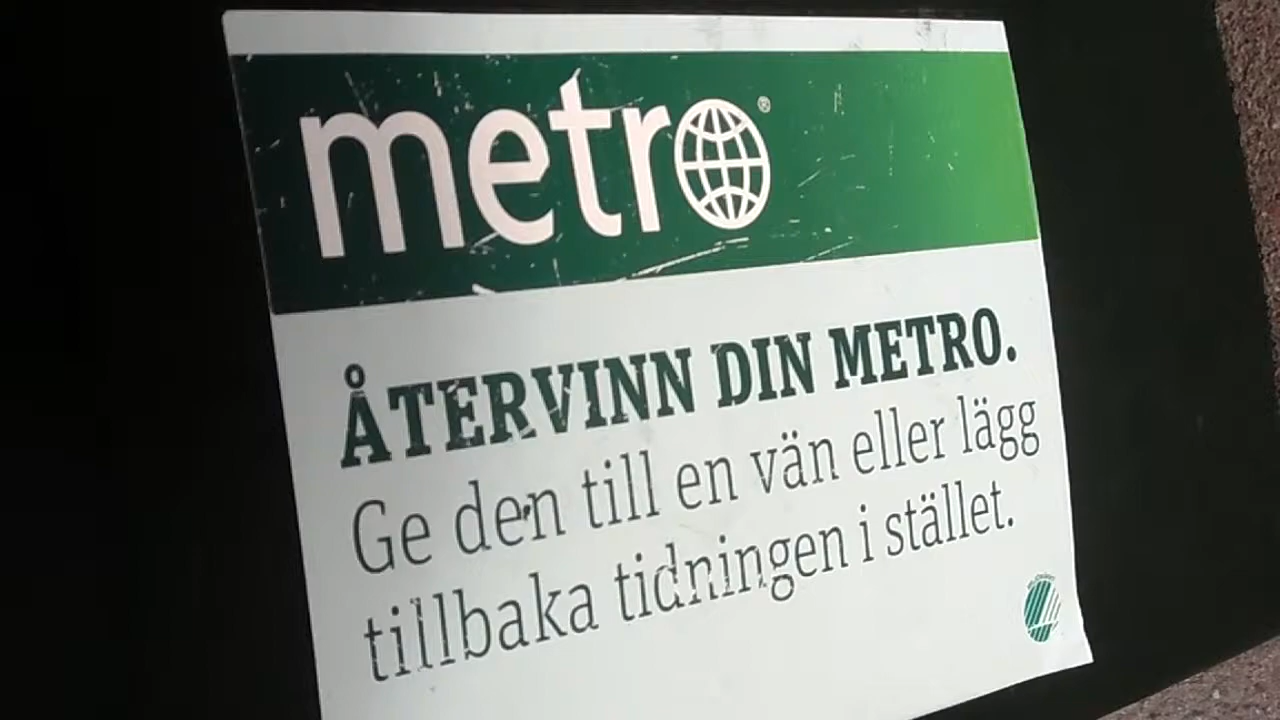 metro®
ÅTERVINN DIN METRO.
Ge den till en vän eller lägg
tillbaka tidningen i stället.